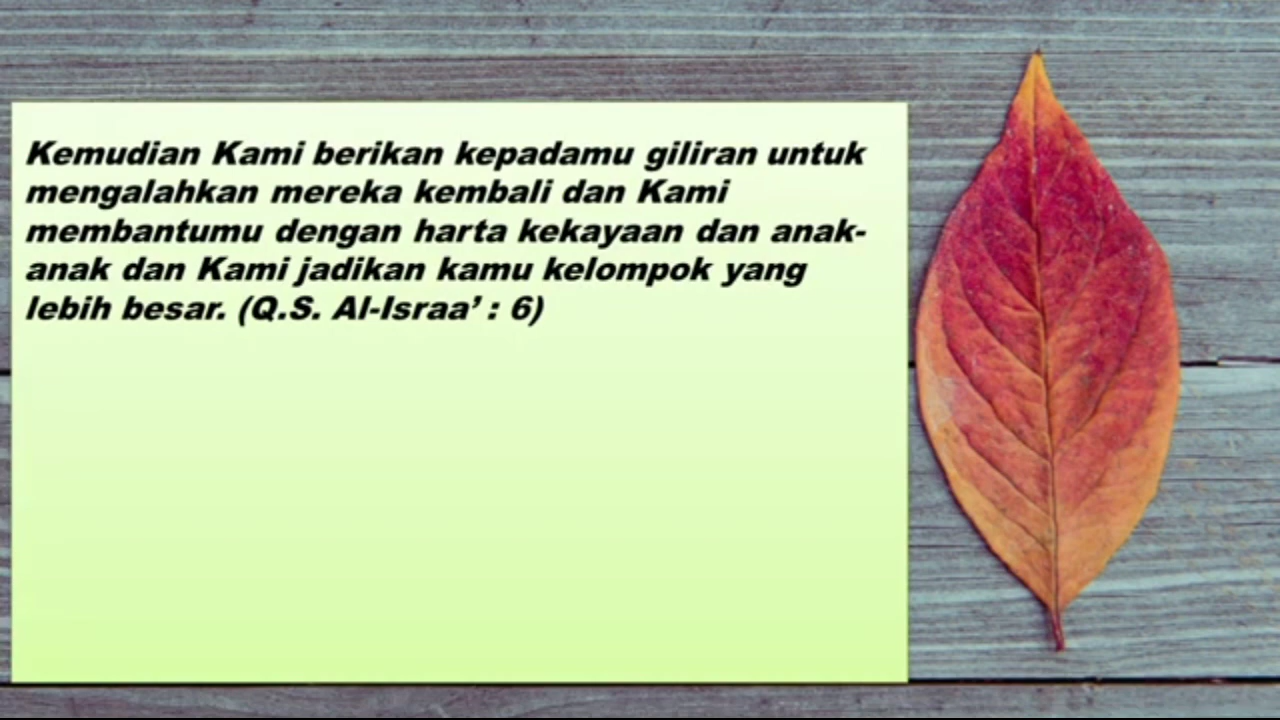 Kemudian Kami berikan kepadamu giliran untuk
mengalahkan mereka kembali dan Kami
membantumu dengan harta kekayaan dan anak-
anak dan Kami jadikan kamu kelompok yang
lebih besar. (Q.S. Al-Israa’ : 6)